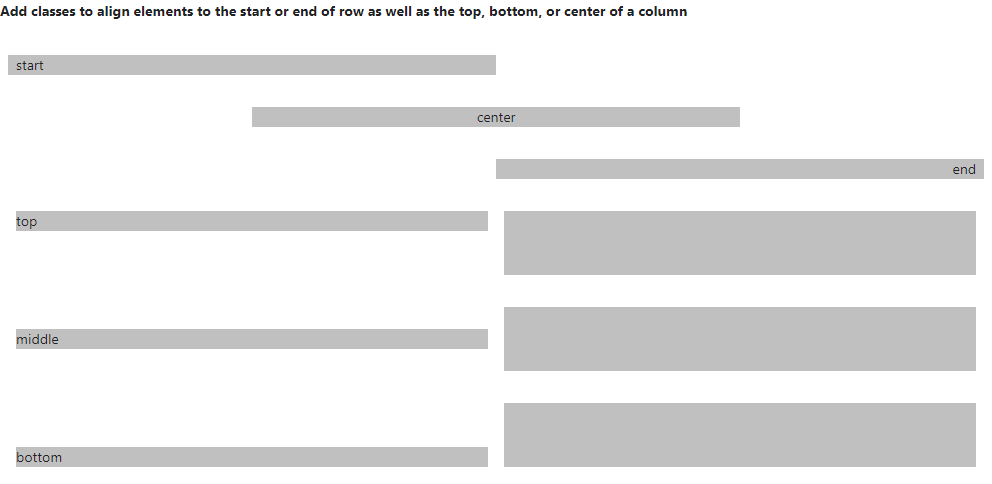 Add classes to align elements to the start or end of row as well as the top, bottom, or center of a column
start
center
end
top
middle
bottom